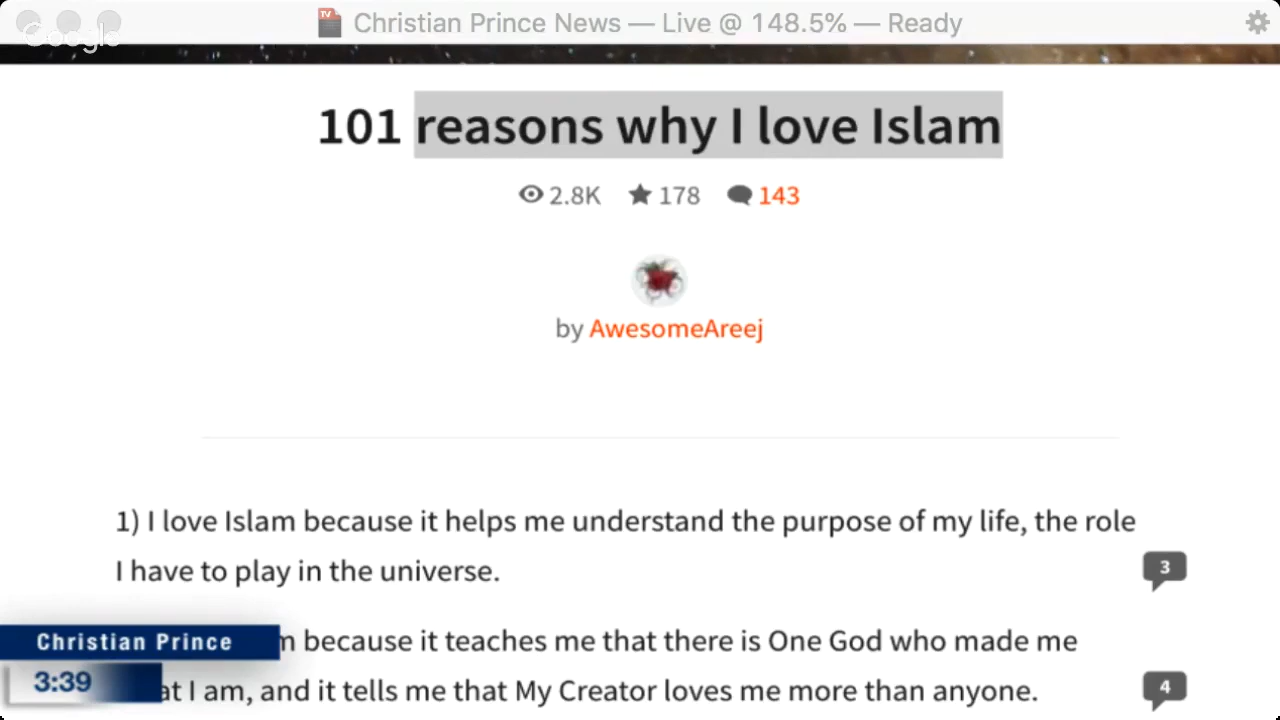 Google
TV
Christian Prince News — Live @ 148.5% — Ready
101 reasons why I love Islam
2.8K 178 143
by AwesomeAreej
1) I love Islam because it helps me understand the purpose of my life, the role
I have to play in the universe.
3
because it teaches me that there is One God who made me
I am, and it tells me that My Creator loves me more than anyone.
4
Christian Prince
3:39